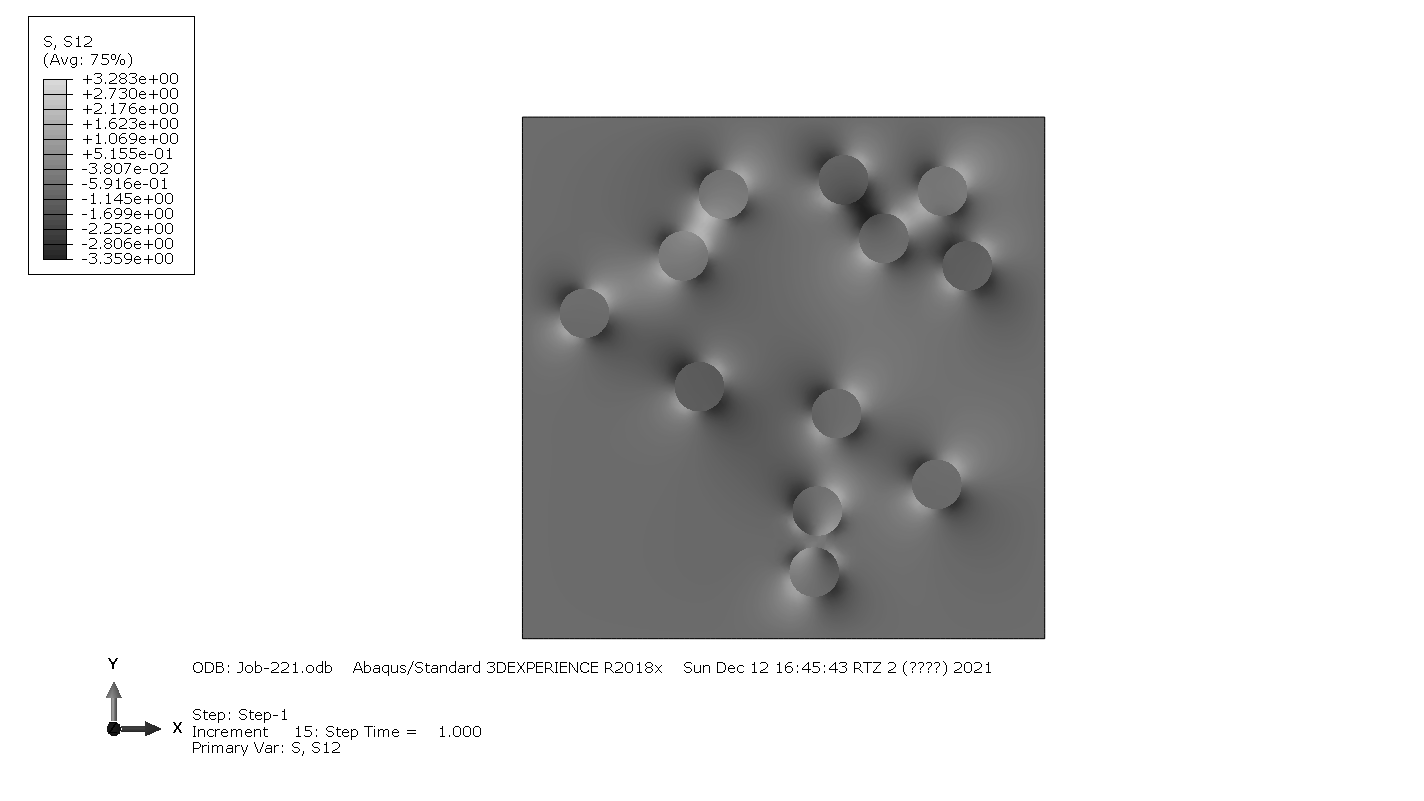 S, S12
(Avg: 75%)
+3.283e+00
+2.730e+00
+2.176e+00
+1.623e+00
+1.069e+00
+5.155e-01
-3.807e-02
-5.916e-01
-1.145e+00
-1.699e+00
-2.252e+00
-2.806e+00
-3.359e+00
Y
X
ODB: Job-221.odb    Abaqus/Standard 3DEXPERIENCE R2018x    Sun Dec 12 16:45:43 RTZ 2 (????) 2021
Step: Step-1
Increment     15: Step Time =    1.000
Primary Var: S, S12